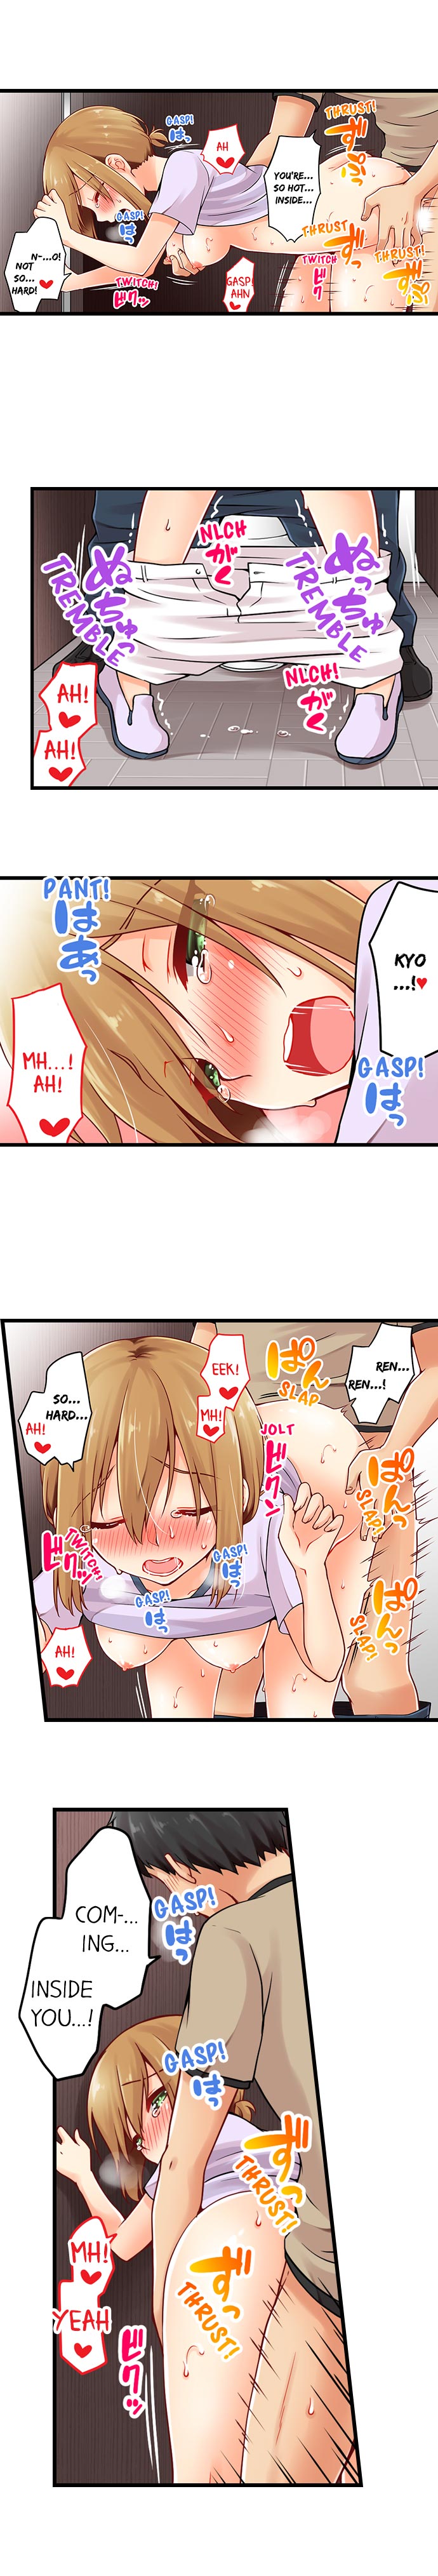 GASP!
はっ
AH
♥
THRUST!
ずぷっ
YOU'RE...
SO HOT...
INSIDE...
GASP!
はっ
THRUST
ずっ
THRUST!
ずっ
N-...O!
NOT
SO...
HARD! ♥
TWITCH!
ビクッ
GASP!
AHN
♥
TWITCH
ビク
NLCH
がく
ぬちゅっ
TREMBLE
ぬっちゅ
TREMBLE
NLCH!
がく
AH!
♥
AH!
♥
PANT!
はあっ
KYO
...!♥
MH...!
AH!
♥
GASP!
はっ
EEK!
♥
MH!
♥
ぱん
SLAP
REN...
REN...!
SO...
HARD...
AH!
♥
JOLT
ビクン
ぱんっ
SLAP!
TWITCH!
ビクッ
GASP!
はっ
GASP!
はっ
ぱんっ
SLAP!
AH!
♥
COM-...
ING...
INSIDE
YOU...!
GASP!
はっ
GASP!
はっ
ずっ
THRUST!
MH!
♥
YEAH
♥
ずっ
THRUST!
ビクッ